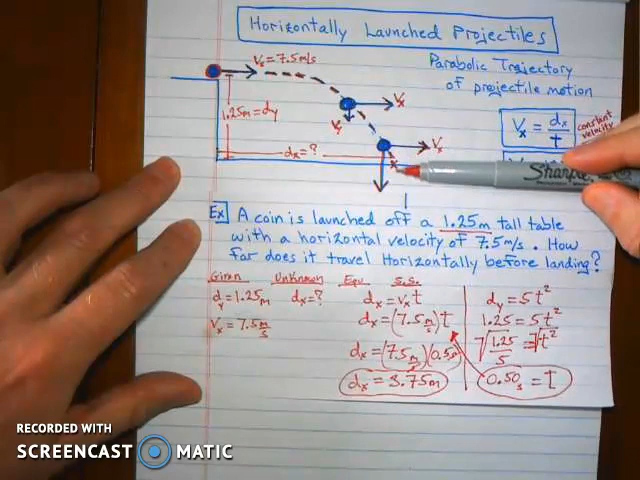 Horizontally Launched Projectiles
Vₓ = 7.5 m/s
Parabolic Trajectory
of projectile motion
1.25m = dy
Vₓ
Vy
Vₓ
Vₓ = dₓ/t
constant
velocity
dₓ = ?
Sharpie
Ex A coin is launched off a 1.25m tall table
with a horizontal velocity of 7.5 m/s. How
far does it travel Horizontally before landing?
Given Unknown Equ S.S.
dy = 1.25m dₓ = ? dₓ = vₓt dy = 5t²
Vₓ = 7.5 m/s dₓ = (7.5 m/s)t 1.25 = 5t²
dₓ = (7.5 m/s)(0.5s) √1.25/5 = √t²
dₓ = 3.75m 0.50s = t
RECORDED WITH
SCREENCAST MATIC